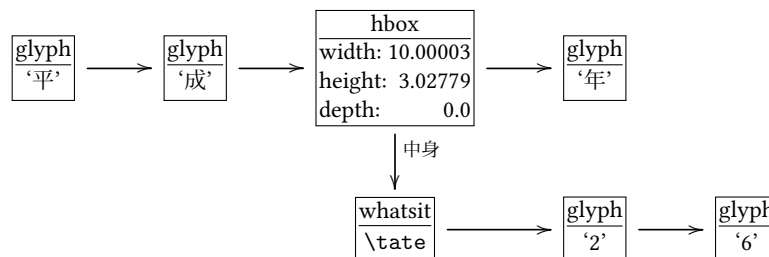 hbox
glyph glyph width: 10.00003 glyph
‘平’ ‘成’ height: 3.02779 ‘年’
depth: 0.0
中身
whatsit glyph glyph
\tate ‘2’ ‘6’